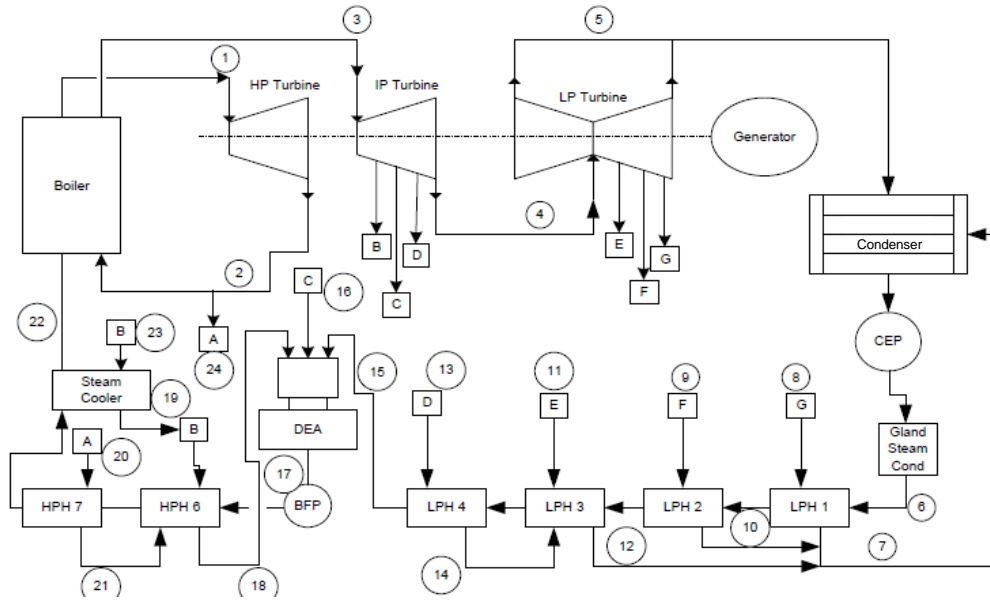 3
5
1
HP Turbine
IP Turbine
LP Turbine
Generator
Boiler
4
B
D
E
G
C
F
Condenser
2
C
16
A
24
22
B
23
Steam
Cooler
19
B
A
20
DEA
17
BFP
15
13
D
11
E
9
F
8
G
CEP
Gland
Steam
Cond
HPH 7
HPH 6
LPH 4
LPH 3
LPH 2
LPH 1
6
10
12
7
14
21
18